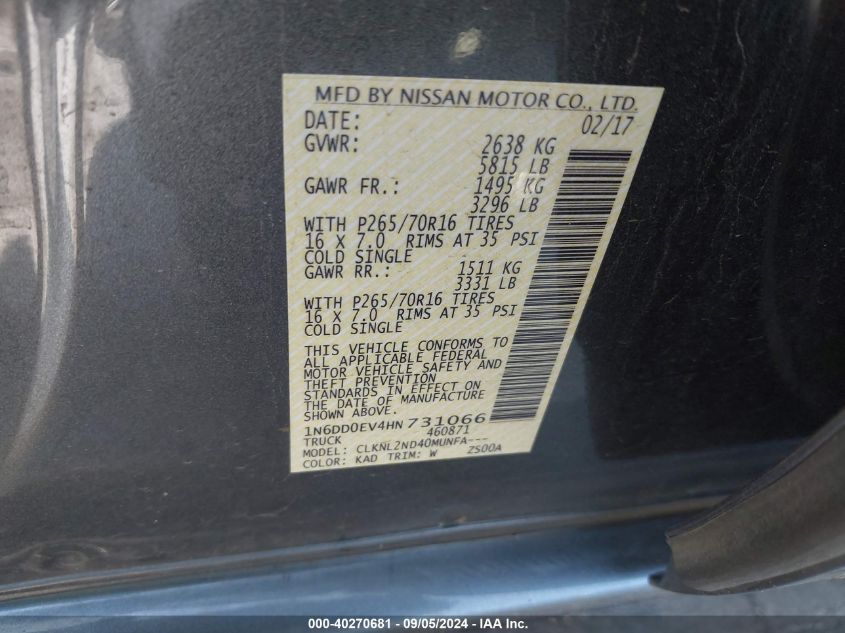 MFD BY NISSAN MOTOR CO., LTD.
DATE: 02/17
GVWR: 2638 KG
5815 LB
GAWR FR.: 1495 KG
3296 LB
WITH P265/70R16 TIRES
16 X 7.0 RIMS AT 35 PSI
COLD SINGLE
GAWR RR.: 1511 KG
3331 LB
WITH P265/70R16 TIRES
16 X 7.0 RIMS AT 35 PSI
COLD SINGLE
THIS VEHICLE CONFORMS TO
ALL APPLICABLE FEDERAL
MOTOR VEHICLE SAFETY AND
THEFT PREVENTION
STANDARDS IN EFFECT ON
THE DATE OF MANUFACTURE
SHOWN ABOVE.
1N6DD0EV4HN731066
TRUCK 460871
MODEL: CLKNL2ND40MUNFA---
COLOR: KAD TRIM: W ZS00A
000-40270681 - 09/05/2024 - IAA Inc.